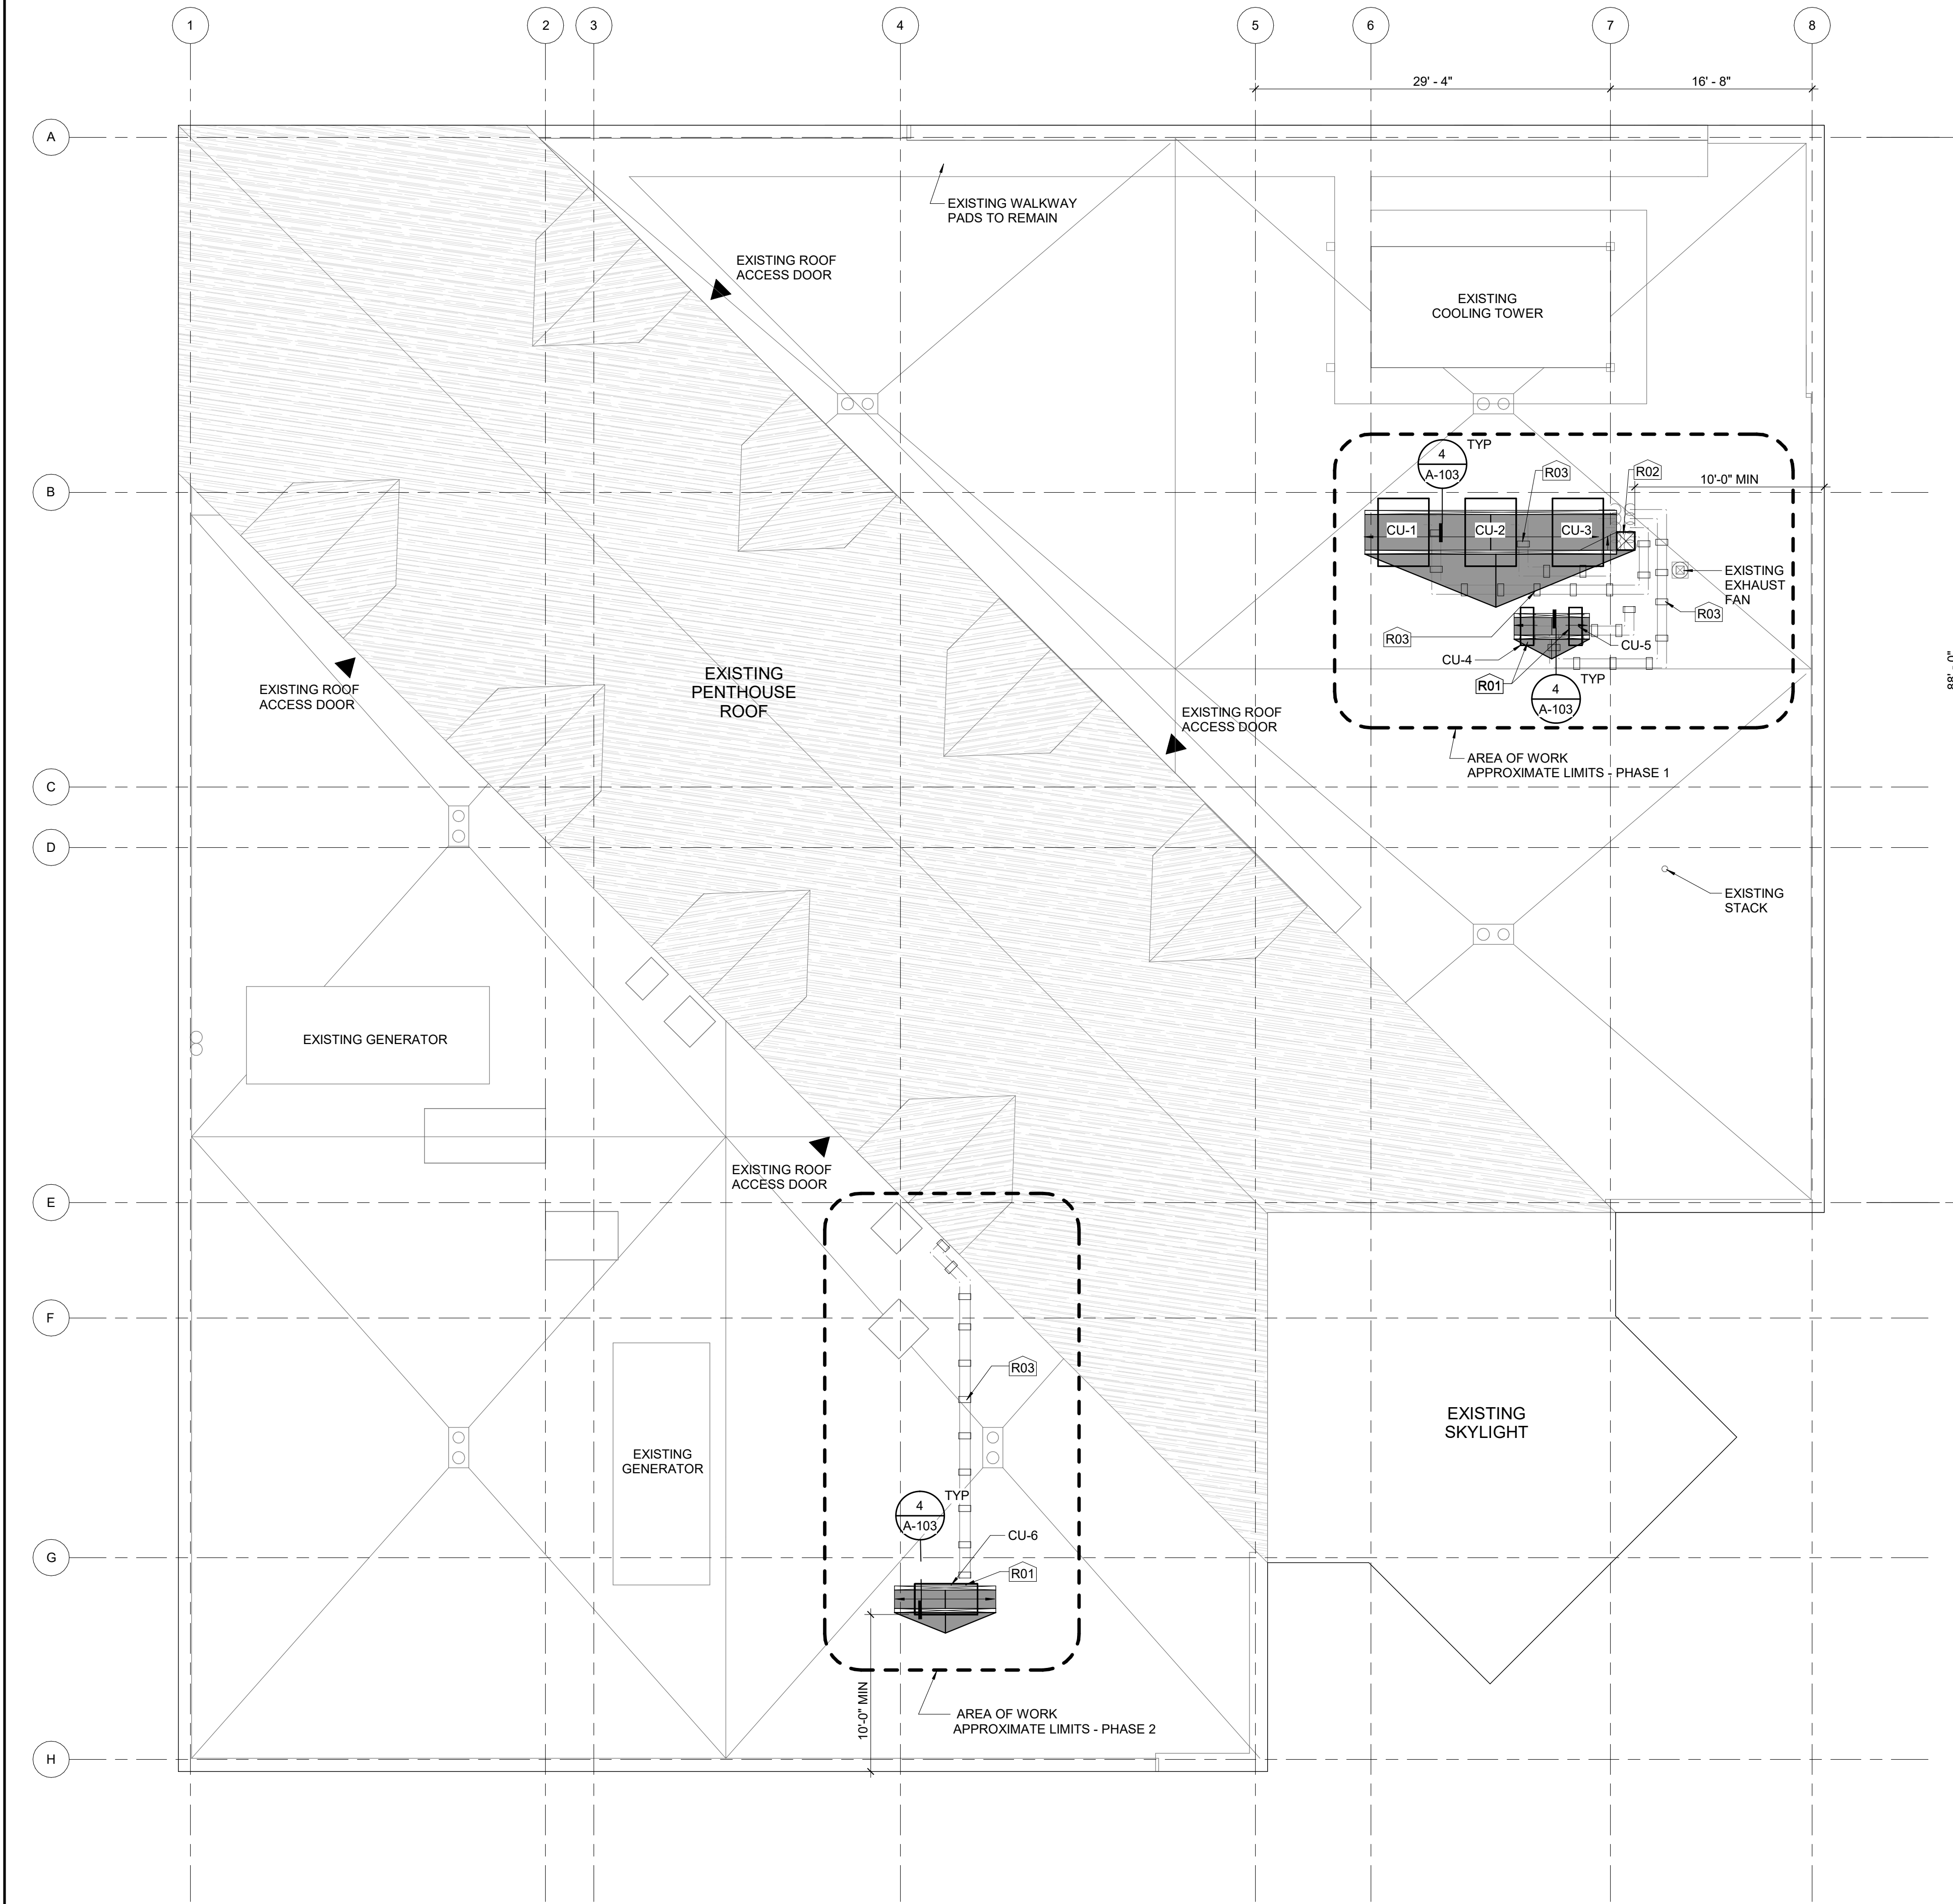 1
2
3
4
5
6
7
8
29' - 4"
16' - 8"
A
EXISTING WALKWAY
PADS TO REMAIN
EXISTING ROOF
ACCESS DOOR
EXISTING
COOLING TOWER
4
A-103
TYP
R03
R02
10'-0" MIN
B
CU-1
CU-2
CU-3
EXISTING
EXHAUST
FAN
R03
R03
CU-5
CU-4
R01
TYP
4
A-103
88' - 0"
EXISTING ROOF
ACCESS DOOR
EXISTING
PENTHOUSE
ROOF
EXISTING ROOF
ACCESS DOOR
AREA OF WORK
APPROXIMATE LIMITS - PHASE 1
C
D
EXISTING
STACK
EXISTING GENERATOR
EXISTING ROOF
ACCESS DOOR
E
F
R03
EXISTING
SKYLIGHT
EXISTING
GENERATOR
TYP
4
A-103
CU-6
G
R01
10'-0" MIN
AREA OF WORK
APPROXIMATE LIMITS - PHASE 2
H